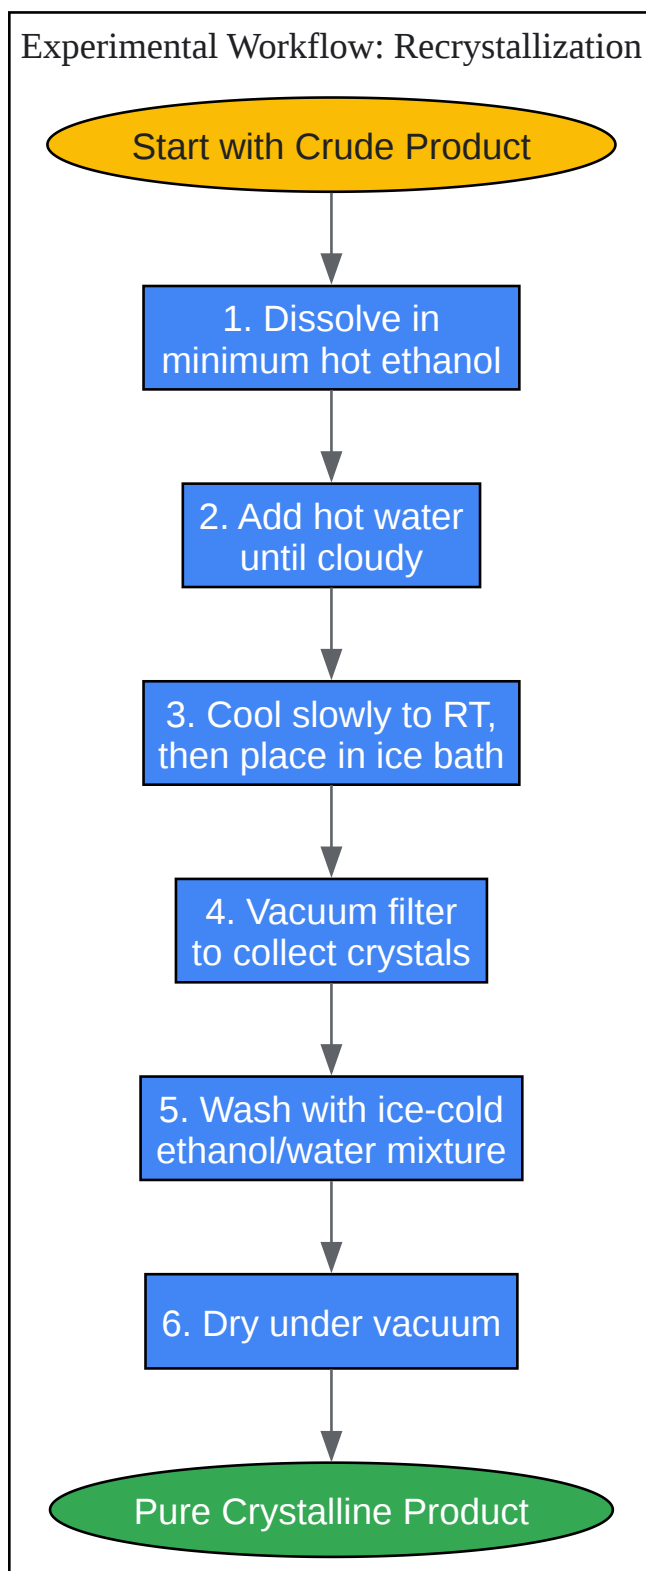 Experimental Workflow: Recrystallization
Start with Crude Product
1. Dissolve in
minimum hot ethanol
2. Add hot water
until cloudy
3. Cool slowly to RT,
then place in ice bath
4. Vacuum filter
to collect crystals
5. Wash with ice-cold
ethanol/water mixture
6. Dry under vacuum
Pure Crystalline Product